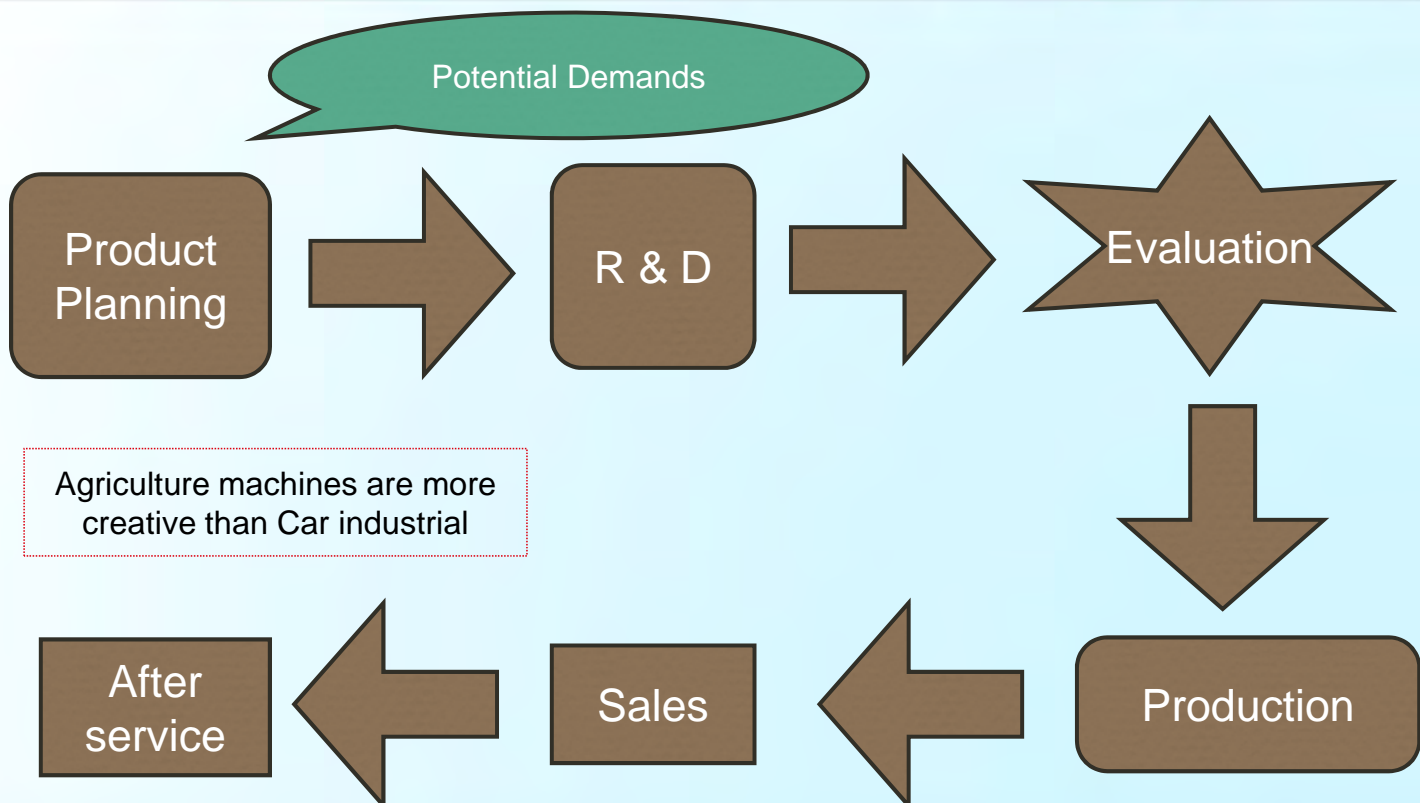 Potential Demands
Product
Planning
R & D
Evaluation
Agriculture machines are more
creative than Car industrial
After
service
Sales
Production